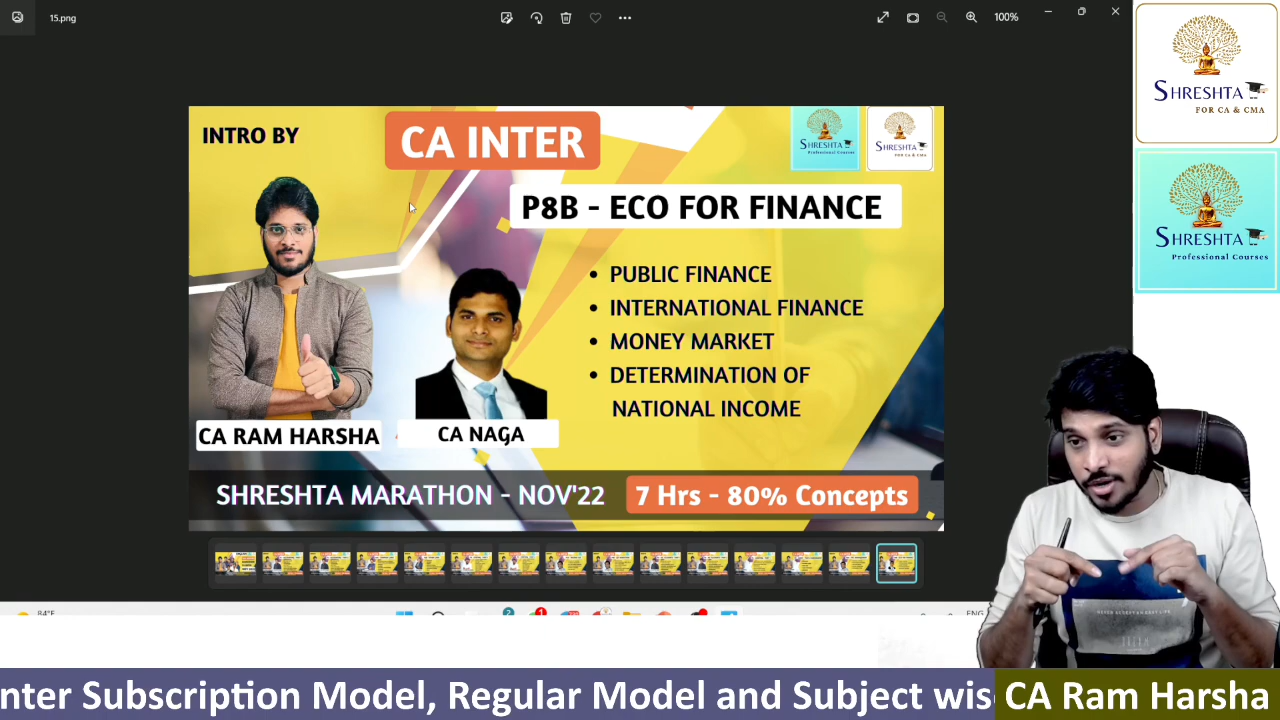 15.png
100%
SHRESHTA
FOR CA & CMA
SHRESHTA
Professional Courses
INTRO BY
CA INTER
SHRESHTA
Professional Courses
SHRESHTA
FOR CA & CMA
P8B - ECO FOR FINANCE
• PUBLIC FINANCE
• INTERNATIONAL FINANCE
• MONEY MARKET
• DETERMINATION OF
NATIONAL INCOME
CA RAM HARSHA
CA NAGA
SHRESHTA MARATHON - NOV'22
7 Hrs - 80% Concepts
84°F
ENG
nter Subscription Model, Regular Model and Subject wis
CA Ram Harsha